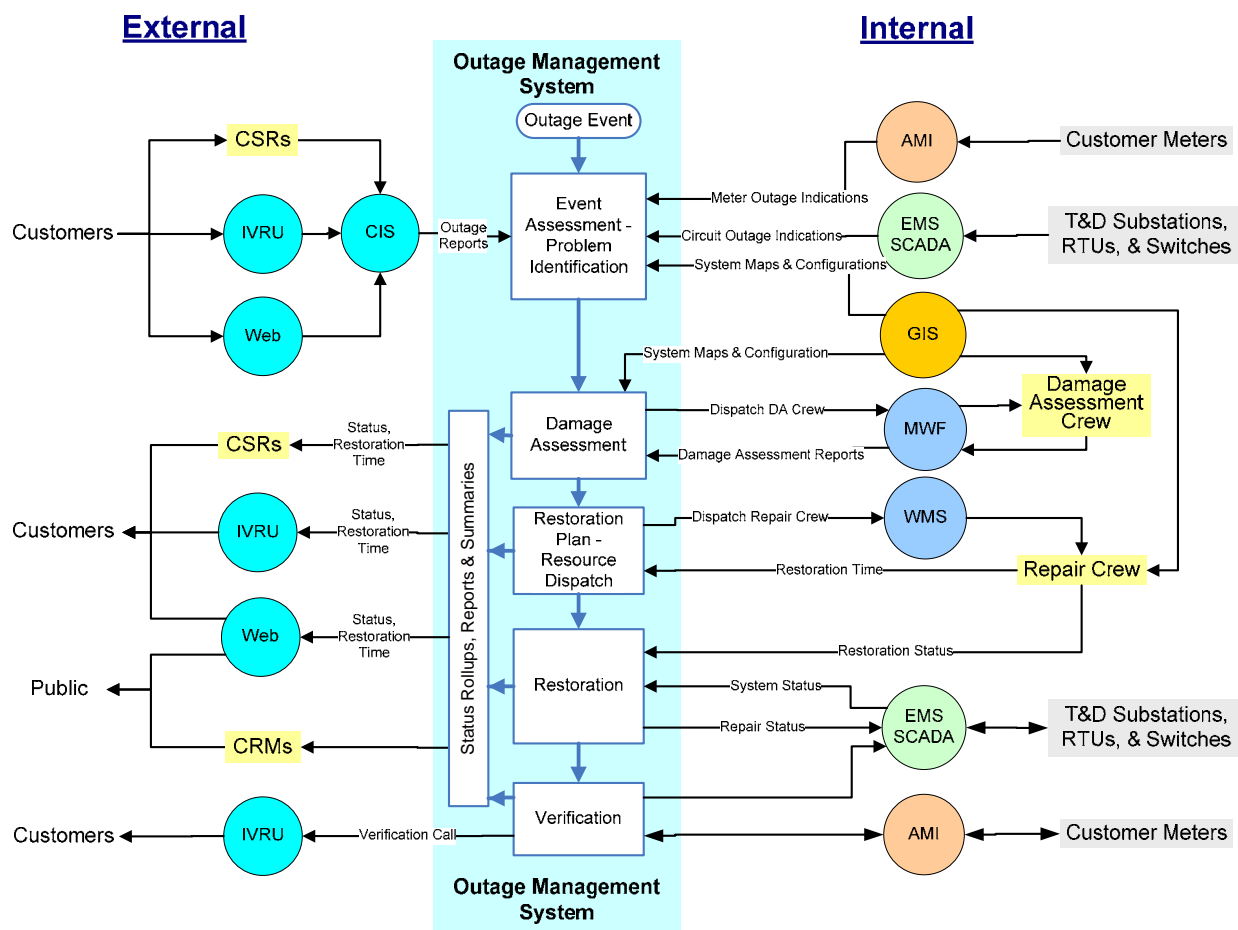 External
Internal
Outage Management
System
Outage Event
CSRs
AMI
Customer Meters
Event
Assessment -
Problem
Identification
Meter Outage Indications
Customers
IVRU
CIS
Outage
Reports
Circuit Outage Indications
EMS
SCADA
T&D Substations,
RTUs, & Switches
System Maps & Configurations
Web
GIS
System Maps & Configuration
Damage
Assessment
Crew
Damage
Assessment
Dispatch DA Crew
MWF
Damage Assessment Reports
CSRs
Status,
Restoration
Time
Status Rollups, Reports & Summaries
Customers
IVRU
Status,
Restoration
Time
Restoration
Plan -
Resource
Dispatch
Dispatch Repair Crew
WMS
Restoration Time
Repair Crew
Web
Status,
Restoration
Time
Restoration Status
Public
Restoration
System Status
Repair Status
EMS
SCADA
T&D Substations,
RTUs, & Switches
CRMs
Verification
Customers
IVRU
Verification Call
AMI
Customer Meters
Outage Management
System